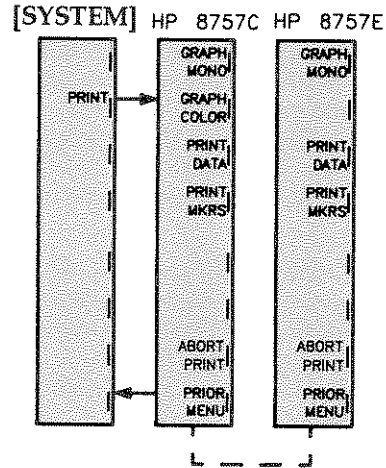 [SYSTEM] HP 8757C HP 8757E
PRINT
GRAPH
MONO
GRAPH
COLOR
PRINT
DATA
PRINT
MKRS
ABORT
PRINT
PRIOR
MENU
GRAPH
MONO
PRINT
DATA
PRINT
MKRS
ABORT
PRINT
PRIOR
MENU